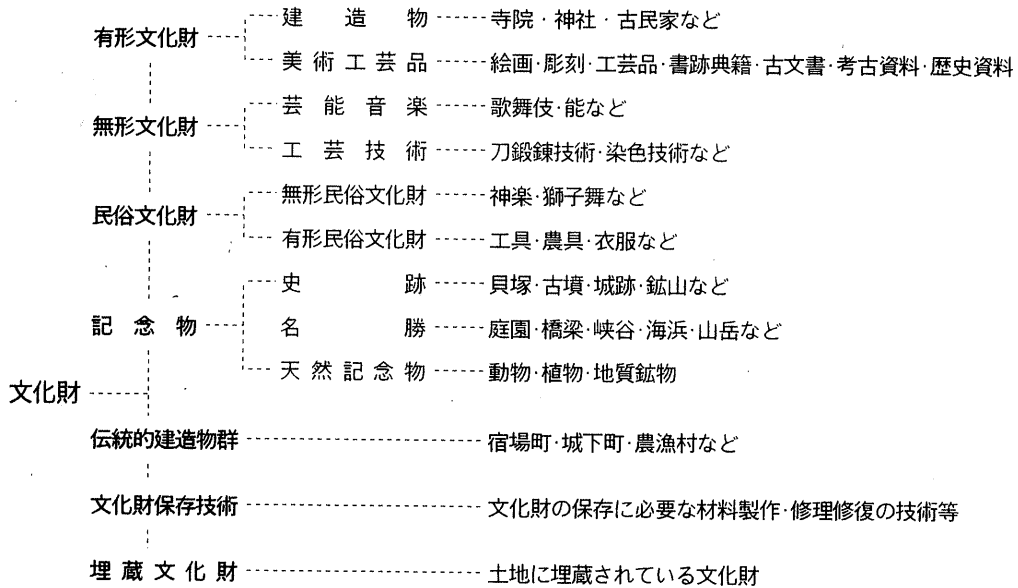 有形文化財
建造物 寺院・神社・古民家など
美術工芸品 絵画・彫刻・工芸品・書跡典籍・古文書・考古資料・歴史資料
無形文化財
芸能音楽 歌舞伎・能など
工芸技術 刀鍛錬技術・染色技術など
民俗文化財
無形民俗文化財 神楽・獅子舞など
有形民俗文化財 工具・農具・衣服など
記念物
史跡 貝塚・古墳・城跡・鉱山など
名勝 庭園・橋梁・峡谷・海浜・山岳など
天然記念物 動物・植物・地質鉱物
文化財
伝統的建造物群 宿場町・城下町・農漁村など
文化財保存技術 文化財の保存に必要な材料製作・修理修復の技術等
埋蔵文化財 土地に埋蔵されている文化財